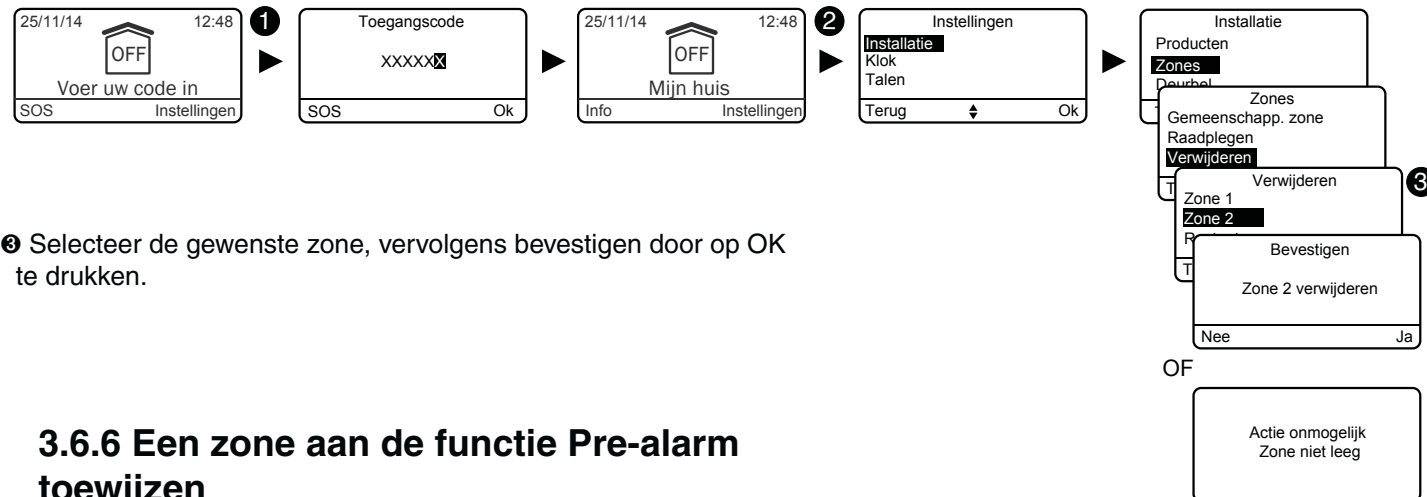 25/11/14 12:48
OFF
Voer uw code in
SOS Instellingen
❶
Toegangscode
XXXXXX
SOS Ok
25/11/14 12:48
OFF
Mijn huis
Info Instellingen
❷
Instellingen
Installatie
Klok
Talen
Terug Ok
Installatie
Producten
Zones
Deurbel
Zones
Gemeenschapp. zone
Raadplegen
Verwijderen
T
Verwijderen
❸
Zone 1
Zone 2
R
T
Bevestigen
Zone 2 verwijderen
Nee Ja
OF
Actie onmogelijk
Zone niet leeg
❸ Selecteer de gewenste zone, vervolgens bevestigen door op OK
te drukken.
3.6.6 Een zone aan de functie Pre-alarm
toewijzen